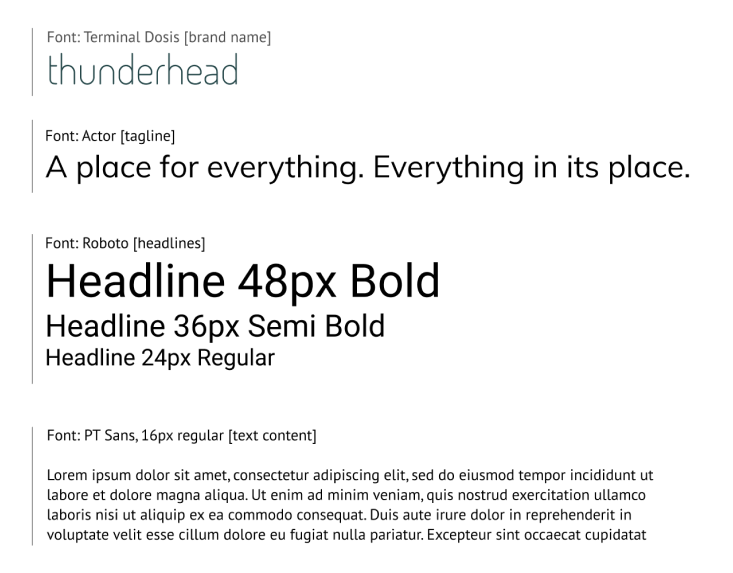 Font: Terminal Dosis [brand name]
thunderhead
Font: Actor [tagline]
A place for everything. Everything in its place.
Font: Roboto [headlines]
Headline 48px Bold
Headline 36px Semi Bold
Headline 24px Regular
Font: PT Sans, 16px regular [text content]
Lorem ipsum dolor sit amet, consectetur adipiscing elit, sed do eiusmod tempor incididunt ut
labore et dolore magna aliqua. Ut enim ad minim veniam, quis nostrud exercitation ullamco
laboris nisi ut aliquip ex ea commodo consequat. Duis aute irure dolor in reprehenderit in
voluptate velit esse cillum dolore eu fugiat nulla pariatur. Excepteur sint occaecat cupidatat